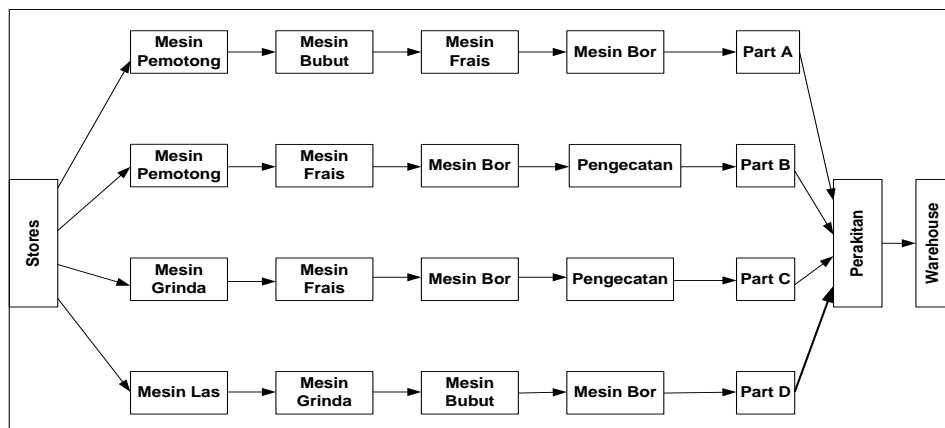 Mesin
Pemotong
Mesin
Bubut
Mesin
Frais
Mesin Bor
Part A
Mesin
Pemotong
Mesin
Frais
Mesin Bor
Pengecatan
Part B
Stores
Perakitan
Warehouse
Mesin
Grinda
Mesin
Frais
Mesin Bor
Pengecatan
Part C
Mesin Las
Mesin
Grinda
Mesin
Bubut
Mesin Bor
Part D